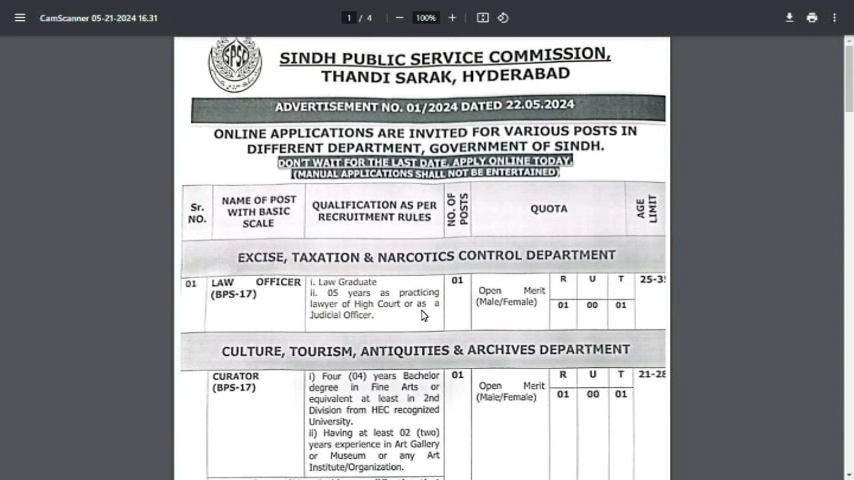 CamScanner 05-21-2024 16.31
1 / 4
100%
SPSC
SINDH PUBLIC SERVICE COMMISSION,
THANDI SARAK, HYDERABAD
ADVERTISEMENT NO. 01/2024 DATED 22.05.2024
ONLINE APPLICATIONS ARE INVITED FOR VARIOUS POSTS IN
DIFFERENT DEPARTMENT, GOVERNMENT OF SINDH.
DON'T WAIT FOR THE LAST DATE, APPLY ONLINE TODAY.
(MANUAL APPLICATIONS SHALL NOT BE ENTERTAINED)
Sr. NO.
NAME OF POST WITH BASIC SCALE
QUALIFICATION AS PER RECRUITMENT RULES
NO. OF POSTS
QUOTA
AGE LIMIT
EXCISE, TAXATION & NARCOTICS CONTROL DEPARTMENT
01
LAW OFFICER
(BPS-17)
i. Law Graduate
ii. 05 years as practicing
lawyer of High Court or as a
Judicial Officer.
01
Open Merit
(Male/Female)
R U T
01 00 01
25-35
CULTURE, TOURISM, ANTIQUITIES & ARCHIVES DEPARTMENT
CURATOR
(BPS-17)
i) Four (04) years Bachelor
degree in Fine Arts or
equivalent at least in 2nd
Division from HEC recognized
University.
ii) Having at least 02 (two)
years experience in Art Gallery
or Museum or any Art
Institute/Organization.
01
Open Merit
(Male/Female)
R U T
01 00 01
21-28